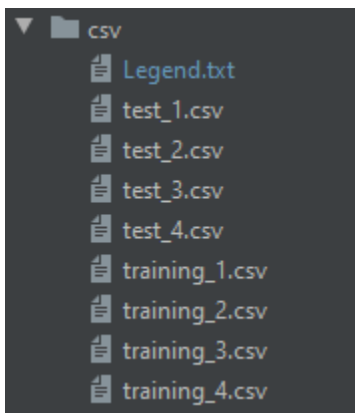 csv
Legend.txt
test_1.csv
test_2.csv
test_3.csv
test_4.csv
training_1.csv
training_2.csv
training_3.csv
training_4.csv